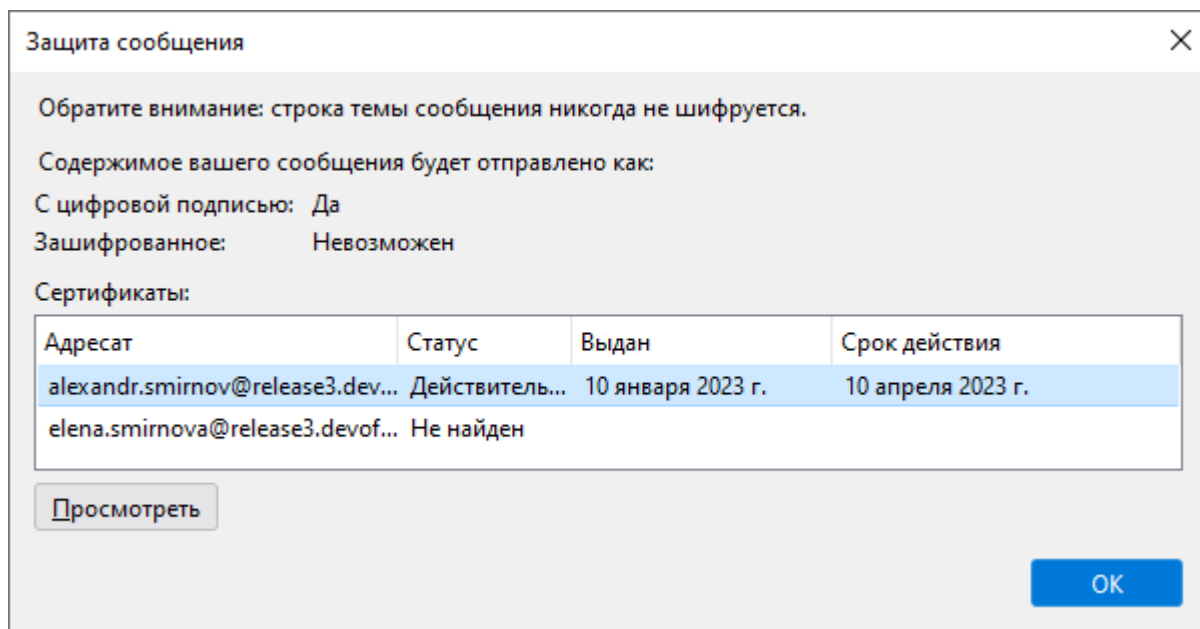 Защита сообщения
Обратите внимание: строка темы сообщения никогда не шифруется.
Содержимое вашего сообщения будет отправлено как:
С цифровой подписью: Да
Зашифрованное: Невозможен
Сертификаты:
Адресат Статус Выдан Срок действия
alexandr.smirnov@release3.dev... Действитель... 10 января 2023 г. 10 апреля 2023 г.
elena.smirnova@release3.devof... Не найден
Просмотреть
ОК